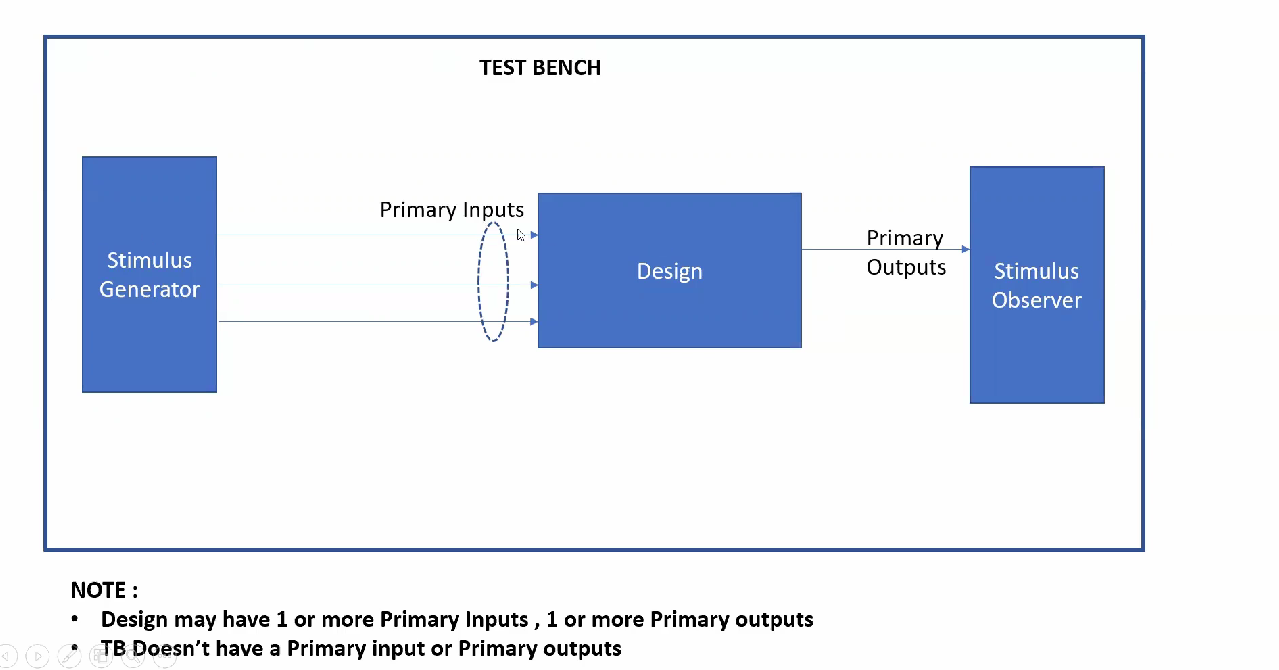 TEST BENCH
Primary Inputs
Stimulus
Generator
Design
Primary
Outputs
Stimulus
Observer
NOTE :
• Design may have 1 or more Primary Inputs , 1 or more Primary outputs
• TB Doesn’t have a Primary input or Primary outputs